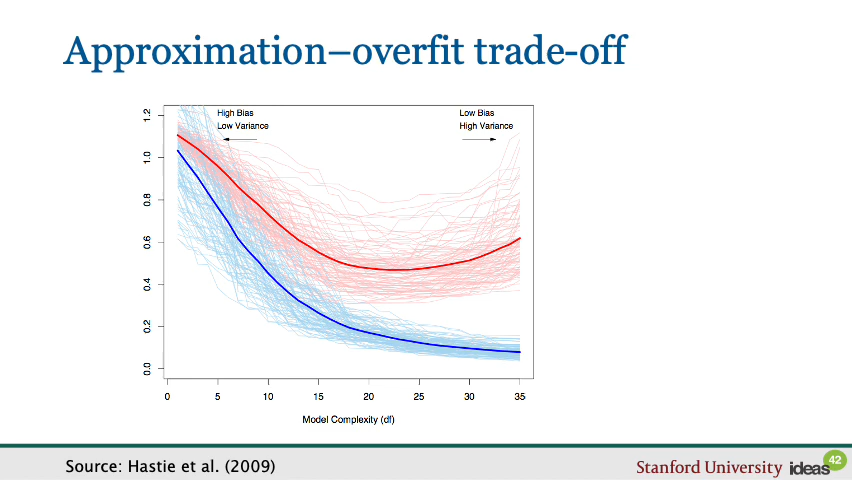 Approximation–overfit trade-off
High Bias
Low Variance
Low Bias
High Variance
1.2
1.0
0.8
0.6
0.4
0.2
0.0
0 5 10 15 20 25 30 35
Model Complexity (df)
Source: Hastie et al. (2009)
Stanford University ideas 42